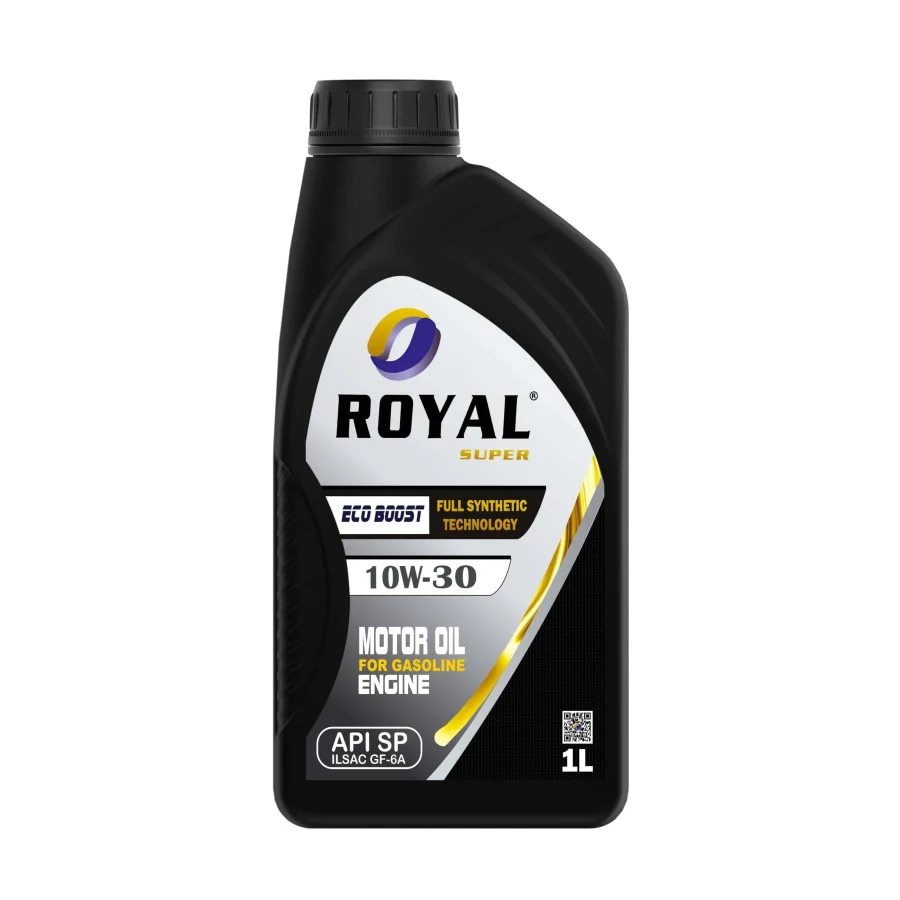 ROYAL®
SUPER
ECO BOOST
FULL SYNTHETIC
TECHNOLOGY
10W-30
MOTOR OIL
FOR GASOLINE
ENGINE
API SP
ILSAC GF-6A
1L